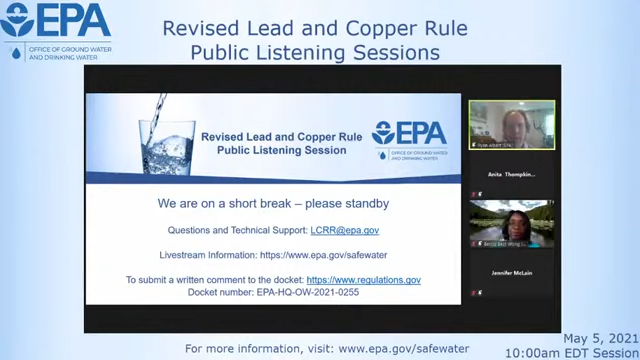 EPA
OFFICE OF GROUND WATER
AND DRINKING WATER
Revised Lead and Copper Rule
Public Listening Sessions
Revised Lead and Copper Rule
Public Listening Session
EPA
OFFICE OF GROUND WATER
AND DRINKING WATER
We are on a short break – please standby
Questions and Technical Support: LCRR@epa.gov
Livestream Information: https://www.epa.gov/safewater
To submit a written comment to the docket: https://www.regulations.gov
Docket number: EPA-HQ-OW-2021-0255
Ryan Albert
Anita Thompkin...
Jennifer McLain
For more information, visit: www.epa.gov/safewater
May 5, 2021
10:00am EDT Session